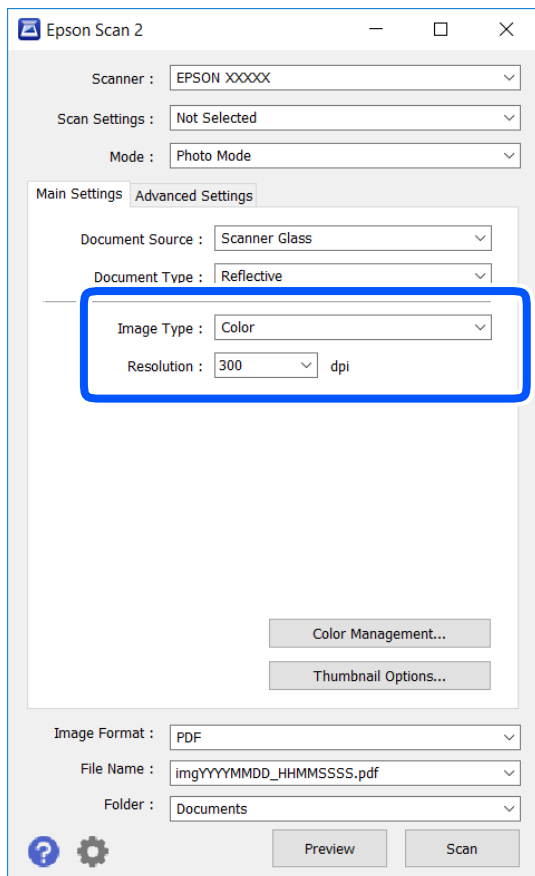 Epson Scan 2
Scanner : EPSON XXXXX
Scan Settings : Not Selected
Mode : Photo Mode
Main Settings Advanced Settings
Document Source : Scanner Glass
Document Type : Reflective
Image Type : Color
Resolution : 300 dpi
Color Management...
Thumbnail Options...
Image Format : PDF
File Name : imgYYYYMMDD_HHMMSSSS.pdf
Folder : Documents
? Preview Scan